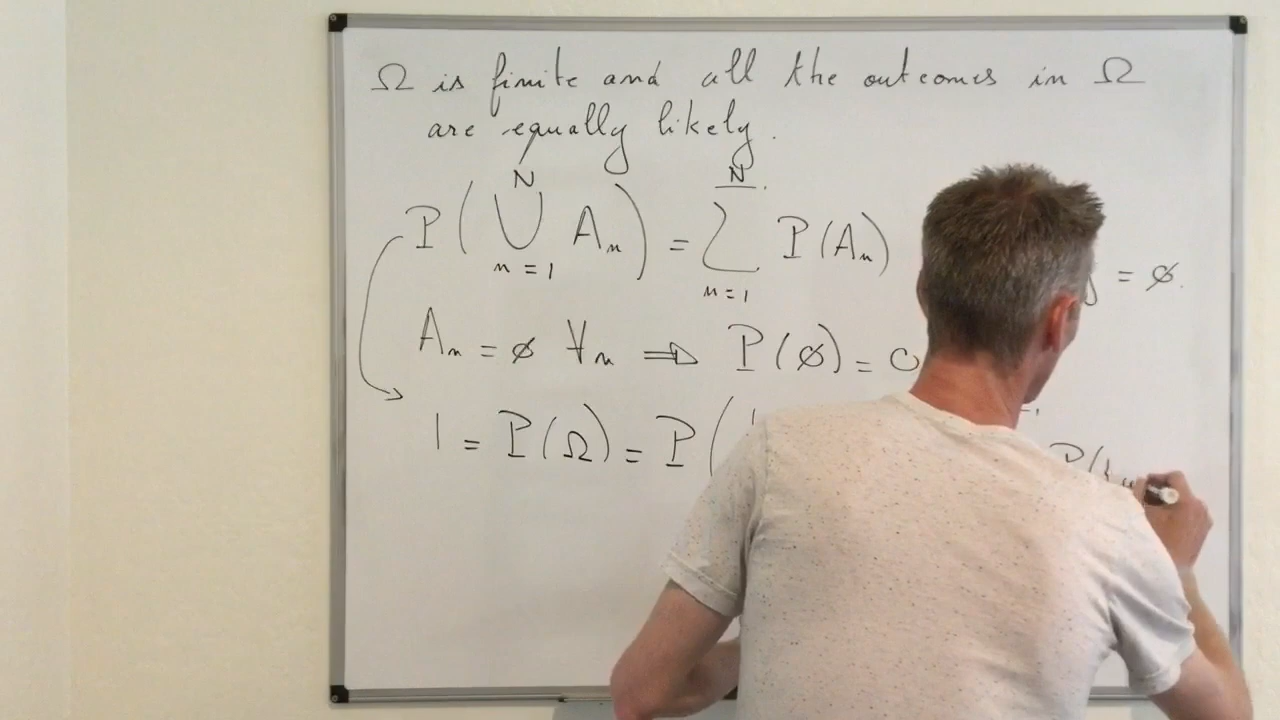 Ω is finite and all the outcomes in Ω
are equally likely.
P( ⋃_{n=1}^{N} A_n ) = ∑_{n=1}^{N} P(A_n) = ∅.
A_n = ∅ ∀n ⇒ P(∅) = 0
1 = P(Ω) = P( P({